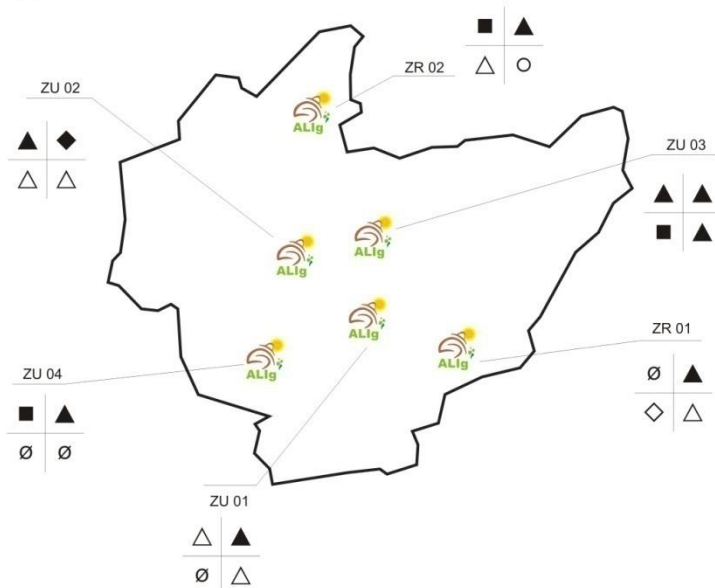 ZR 02
ALIg
ZU 02
ZU 03
ALIg
ALIg
ALIg
ZR 01
ALIg
ALIg
ZU 04
Ø
Ø Ø
ZU 01
Ø